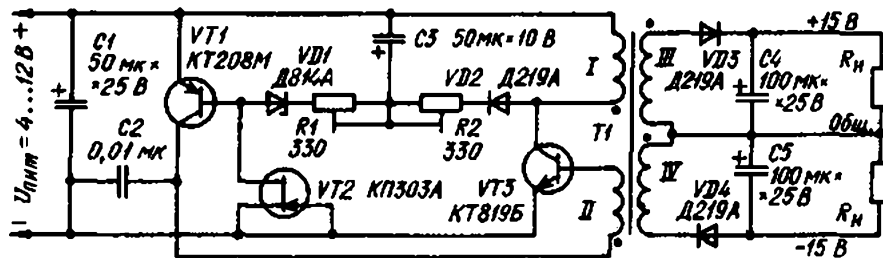 +
Uпит = 4...12 В
−
C1
50 мк×
×25 В
C2
0,01 мк
VT1
КТ208М
VD1
Д814А
R1
330
C3
50мк×10 В
VD2
Д219А
R2
330
VT2
КП303А
VT3
КТ819Б
I
II
T1
III
IV
VD3
Д219А
VD4
Д219А
C4
100 мк×
×25 В
C5
100 мк×
×25 В
+15 В
Общ.
-15 В
Rн
Rн